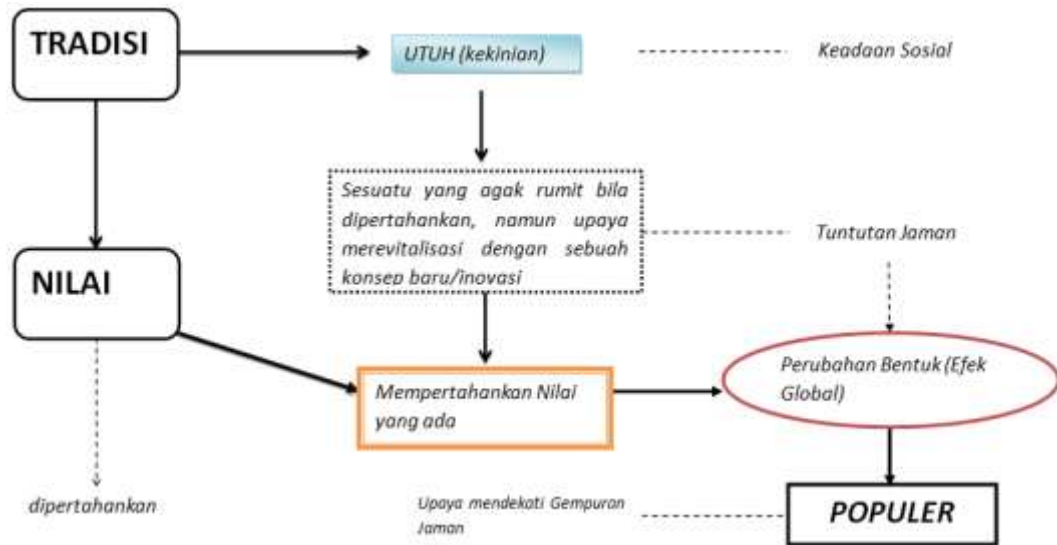 TRADISI
UTUH (kekinian)
Keadaan Sosial
Sesuatu yang agak rumit bila
dipertahankan, namun upaya
merevitalisasi dengan sebuah
konsep baru/inovasi
Tuntutan Jaman
NILAI
Mempertahankan Nilai
yang ada
Perubahan Bentuk (Efek
Global)
dipertahankan
Upaya mendekati Gempuran
Jaman
POPULER